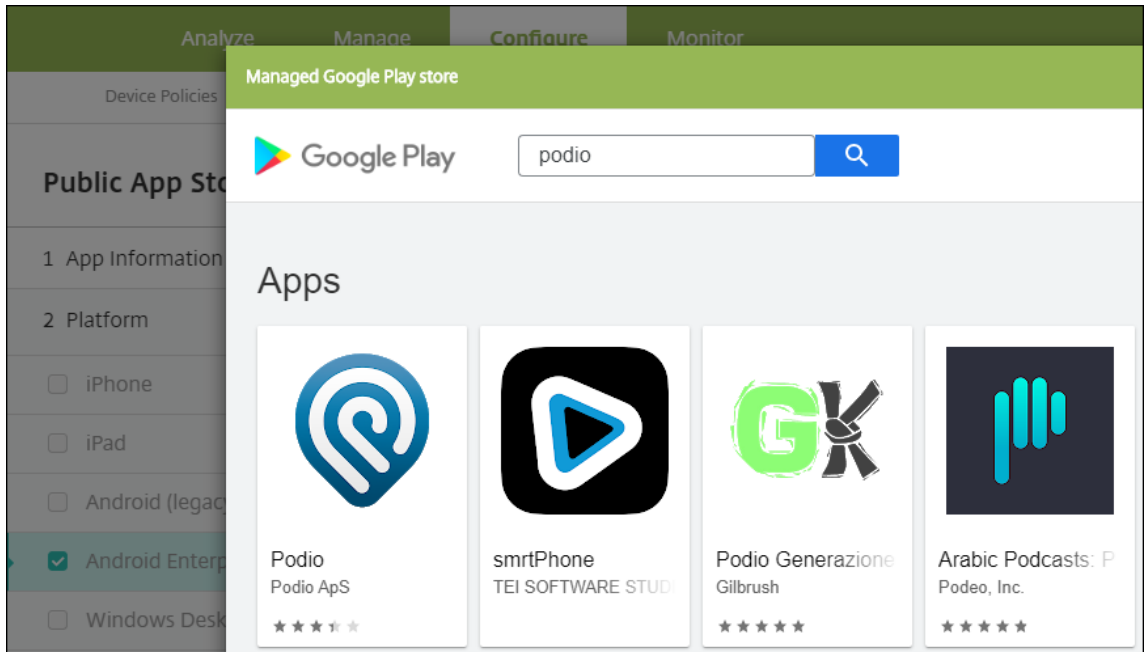 Analyze Manage Configure Monitor
Managed Google Play store
Device Policies
Google Play
podio
Public App Sto
1 App Information
2 Platform
iPhone
iPad
Android (legac
Android Enterp
Windows Desk
Apps
Podio
Podio ApS
smrtPhone
TEI SOFTWARE STUD
GK
Podio Generazione
Gilbrush
Arabic Podcasts: P
Podeo, Inc.